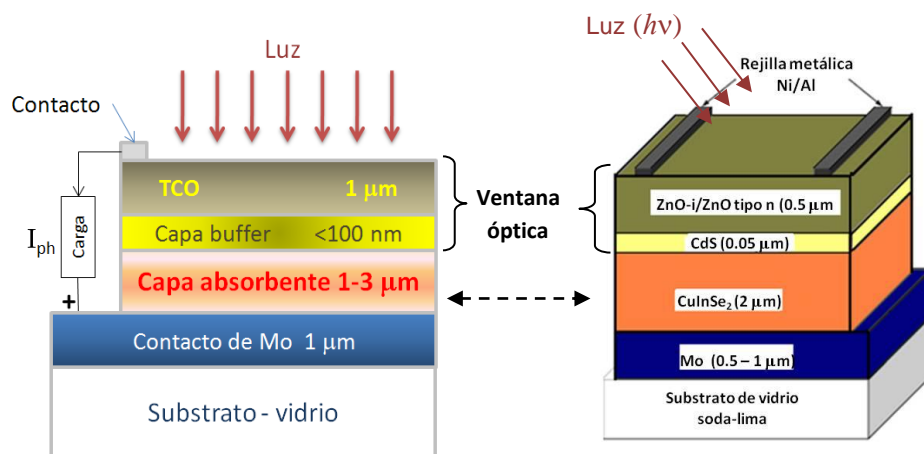 Luz
Contacto
TCO 1 μm
Capa buffer <100 nm
Capa absorbente 1-3 μm
Contacto de Mo 1 μm
Substrato - vidrio
I_ph
Carga
+
Ventana
óptica
Luz (hν)
Rejilla metálica
Ni/Al
ZnO-i/ZnO tipo n (0.5 μm
CdS (0.05 μm)
CuInSe₂ (2 μm)
Mo (0.5 – 1 μm)
Substrato de vidrio
soda-lima